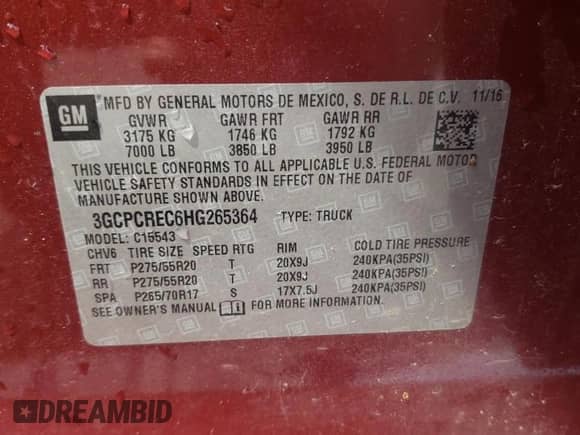 GM MFD BY GENERAL MOTORS DE MEXICO, S. DE R.L. DE C.V. 11/16
GVWR GAWR FRT GAWR RR
3175 KG 1746 KG 1792 KG
7000 LB 3850 LB 3950 LB
THIS VEHICLE CONFORMS TO ALL APPLICABLE U.S. FEDERAL MOTOR
VEHICLE SAFETY STANDARDS IN EFFECT ON THE DATE OF
MANUFACTURE SHOWN ABOVE.
3GCPCREC6HG265364 TYPE: TRUCK
MODEL: C15543
CHV6 TIRE SIZE SPEED RTG RIM COLD TIRE PRESSURE
FRT P275/55R20 T 20X9J 240KPA(35PSI)
RR P275/55R20 T 20X9J 240KPA(35PSI)
SPA P265/70R17 S 17X7.5J 240KPA(35PSI)
SEE OWNER'S MANUAL FOR MORE INFORMATION
DREAMBID